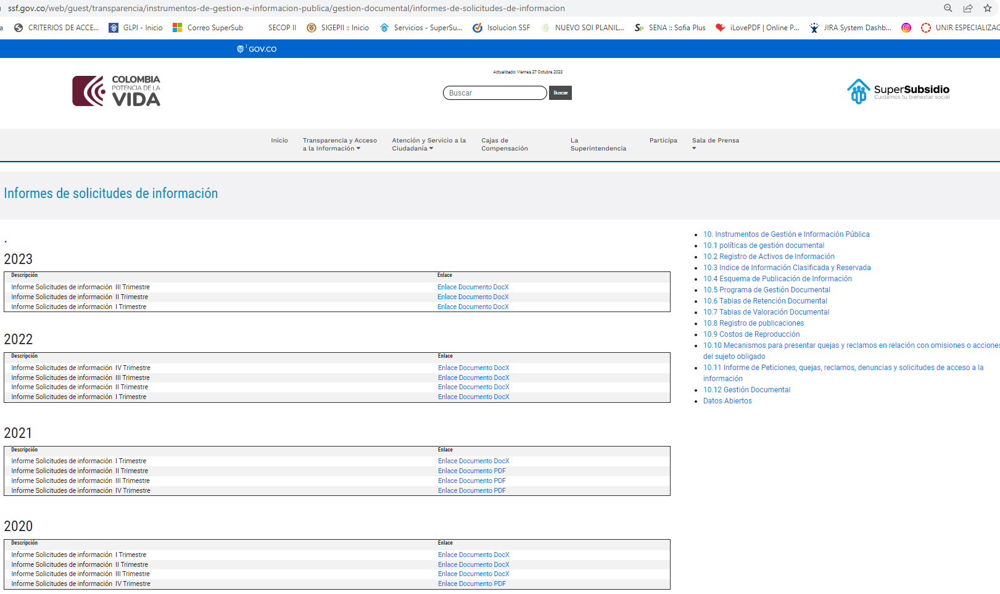 ssf.gov.co/web/guest/transparencia/instrumentos-de-gestion-e-informacion-publica/gestion-documental/informes-de-solicitudes-de-informacion
a CRITERIOS DE ACCE... GLPI - Inicio Correo SuperSub SECOP II SIGEPII :: Inicio Servicios - SuperSu... Isolucion SSF NUEVO SOI PLANIL... Sp SENA :: Sofia Plus iLovePDF | Online P... JIRA System Dashb... UNIR ESPECIALIZAC
GOV.CO
Actualizado: Viernes 27 Octubre 2023
COLOMBIA
POTENCIA DE LA
VIDA
Buscar Buscar
SuperSubsidio
Cuidamos tu bienestar social
Inicio
Transparencia y Acceso
a la Información
Atención y Servicio a la
Ciudadanía
Cajas de
Compensación
La
Superintendencia
Participa
Sala de Prensa
Informes de solicitudes de información
.
2023
Descripción Enlace
Informe Solicitudes de información III Trimestre Enlace Documento DocX
Informe Solicitudes de información II Trimestre Enlace Documento DocX
Informe Solicitudes de información I Trimestre Enlace Documento DocX
2022
Descripción Enlace
Informe Solicitudes de información IV Trimestre Enlace Documento DocX
Informe Solicitudes de información III Trimestre Enlace Documento DocX
Informe Solicitudes de información II Trimestre Enlace Documento DocX
Informe Solicitudes de información I Trimestre Enlace Documento DocX
2021
Descripción Enlace
Informe Solicitudes de información I Trimestre Enlace Documento DocX
Informe Solicitudes de información II Trimestre Enlace Documento PDF
Informe Solicitudes de información III Trimestre Enlace Documento PDF
Informe Solicitudes de información IV Trimestre Enlace Documento PDF
2020
Descripción Enlace
Informe Solicitudes de información I Trimestre Enlace Documento DocX
Informe Solicitudes de información II Trimestre Enlace Documento DocX
Informe Solicitudes de información III Trimestre Enlace Documento DocX
Informe Solicitudes de información IV Trimestre Enlace Documento PDF
10. Instrumentos de Gestión e Información Pública
10.1 políticas de gestión documental
10.2 Registro de Activos de Información
10.3 Indice de Información Clasificada y Reservada
10.4 Esquema de Publicación de Información
10.5 Programa de Gestión Documental
10.6 Tablas de Retención Documental
10.7 Tablas de Valoración Documental
10.8 Registro de publicaciones
10.9 Costos de Reproducción
10.10 Mecanismos para presentar quejas y reclamos en relación con omisiones o acciones
del sujeto obligado
10.11 Informe de Peticiones, quejas, reclamos, denuncias y solicitudes de acceso a la
información
10.12 Gestión Documental
Datos Abiertos